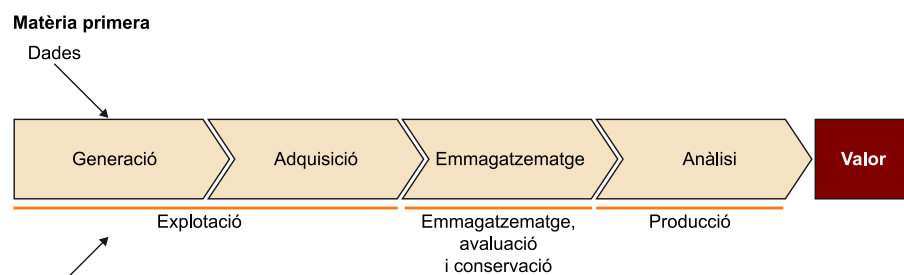 Matèria primera
Dades
Generació
Adquisició
Emmagatzematge
Anàlisi
Valor
Explotació
Emmagatzematge,
avaluació
i conservació
Producció